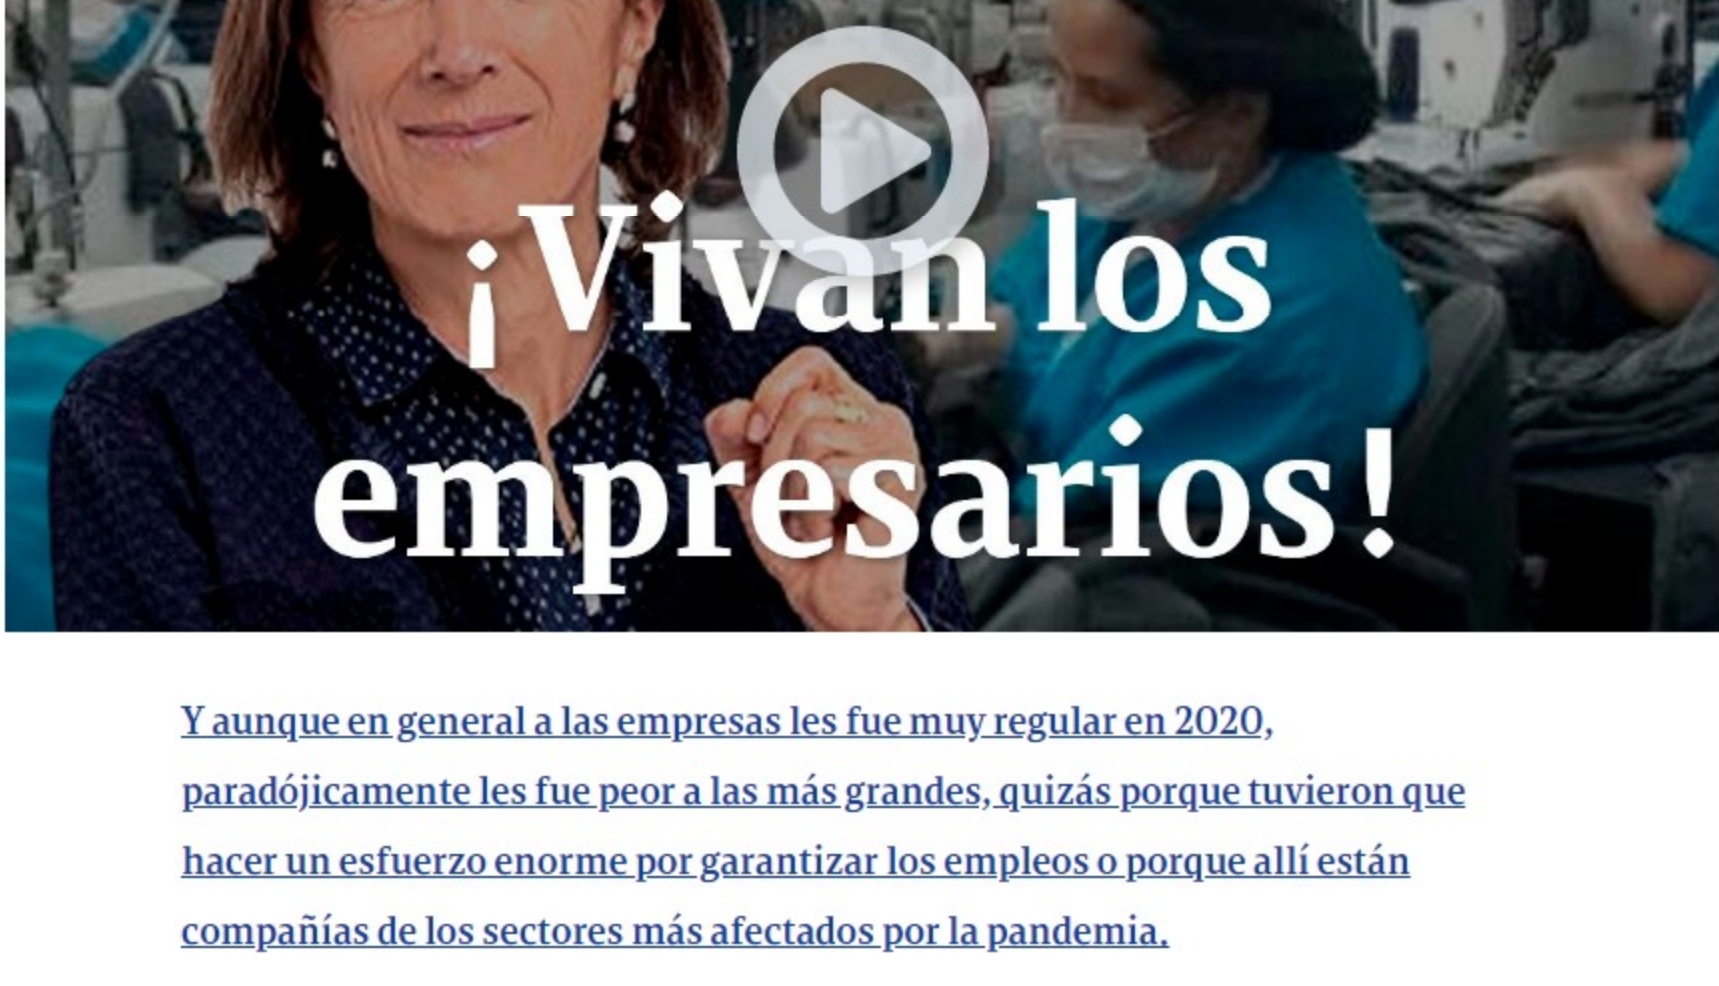 ¡Vivan los
empresarios!
Y aunque en general a las empresas les fue muy regular en 2020,
paradójicamente les fue peor a las más grandes, quizás porque tuvieron que
hacer un esfuerzo enorme por garantizar los empleos o porque allí están
compañías de los sectores más afectados por la pandemia.